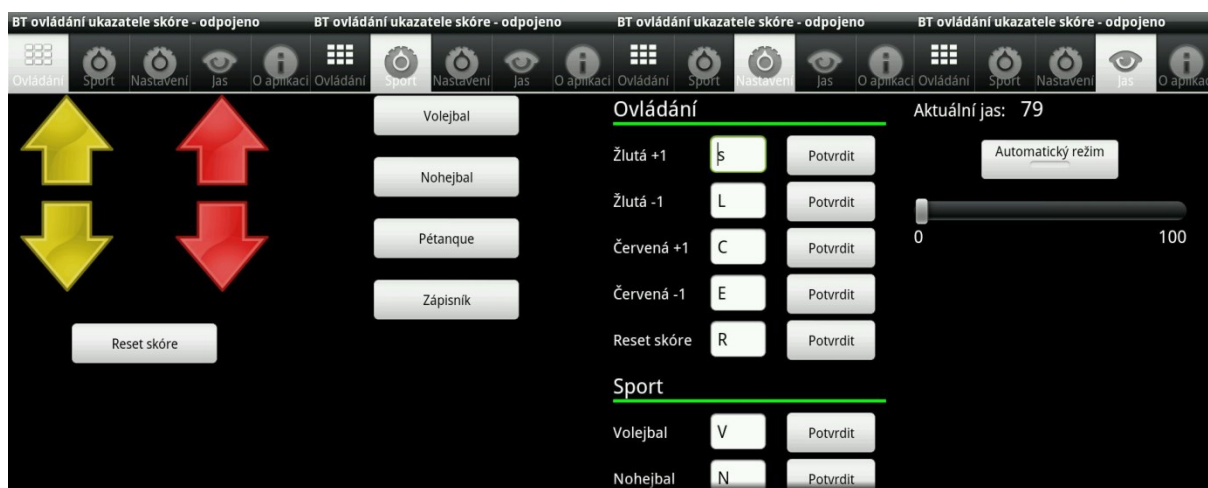 BT ovládání ukazatele skóre - odpojeno
Ovládání Sport Nastavení Jas O aplikaci
Reset skóre
BT ovládání ukazatele skóre - odpojeno
Ovládání Sport Nastavení Jas O aplikaci
Volejbal
Nohejbal
Pétanque
Zápisník
BT ovládání ukazatele skóre - odpojeno
Ovládání Sport Nastavení Jas O aplikaci
Ovládání
Žlutá +1 s Potvrdit
Žlutá -1 L Potvrdit
Červená +1 C Potvrdit
Červená -1 E Potvrdit
Reset skóre R Potvrdit
Sport
Volejbal V Potvrdit
Nohejbal N Potvrdit
BT ovládání ukazatele skóre - odpojeno
Ovládání Sport Nastavení Jas O aplikac
Aktuální jas: 79
Automatický režim
0 100